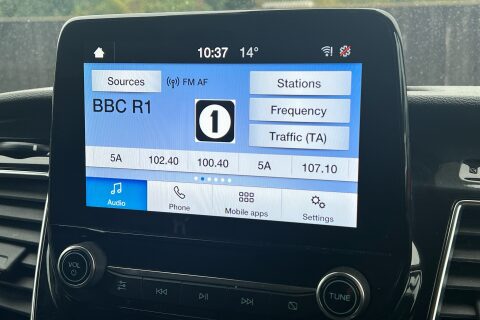 10:37 14°
Sources FM AF Stations
BBC R1 1 Frequency
Traffic (TA)
5A 102.40 100.40 5A 107.10
Audio Phone Mobile apps Settings
VOL TUNE